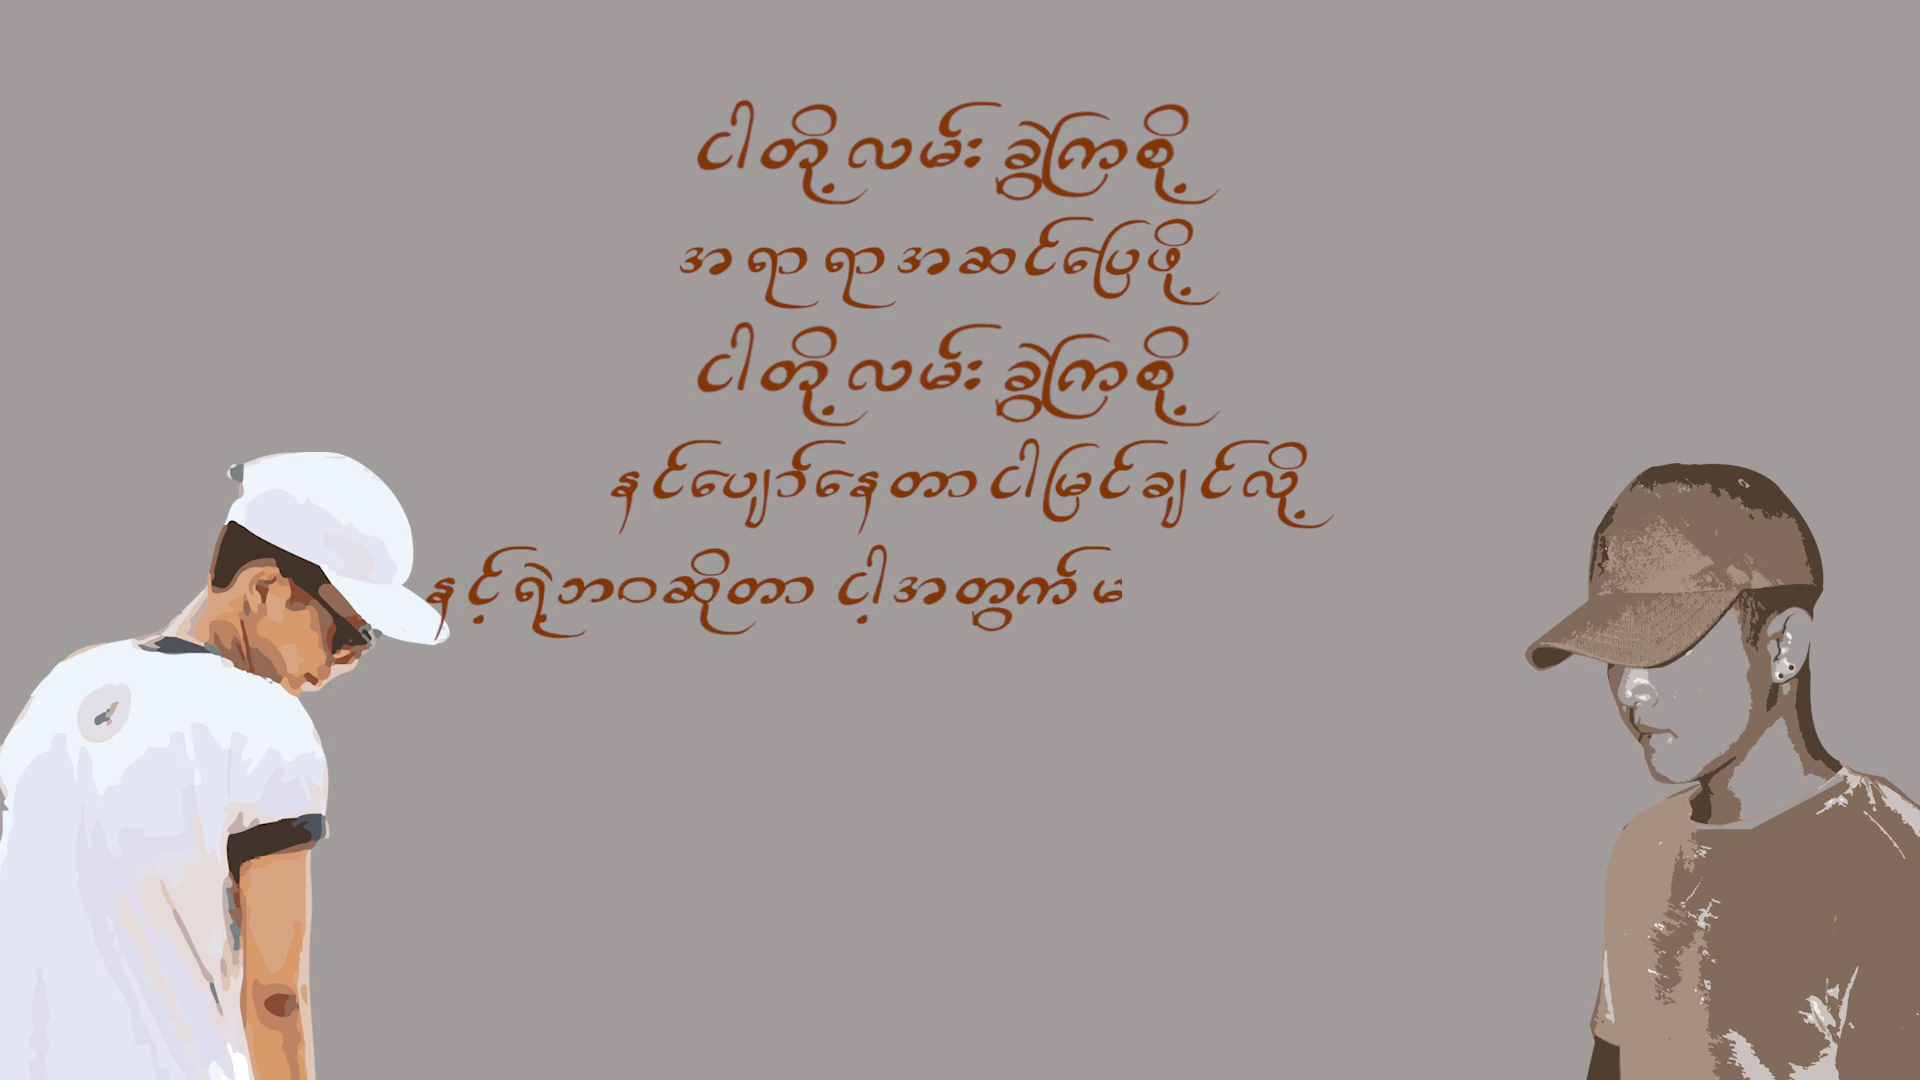 ငါတို့ လမ်း ခွဲကြစို့
အရာရာအဆင်ပြေဖို့
ငါတို့ လမ်း ခွဲကြစို့
နင်ပျော်နေတာငါမြင်ချင်လို့
နင့်ရဲ့ဘဝဆိုတာ ငါ့အတွက်မ